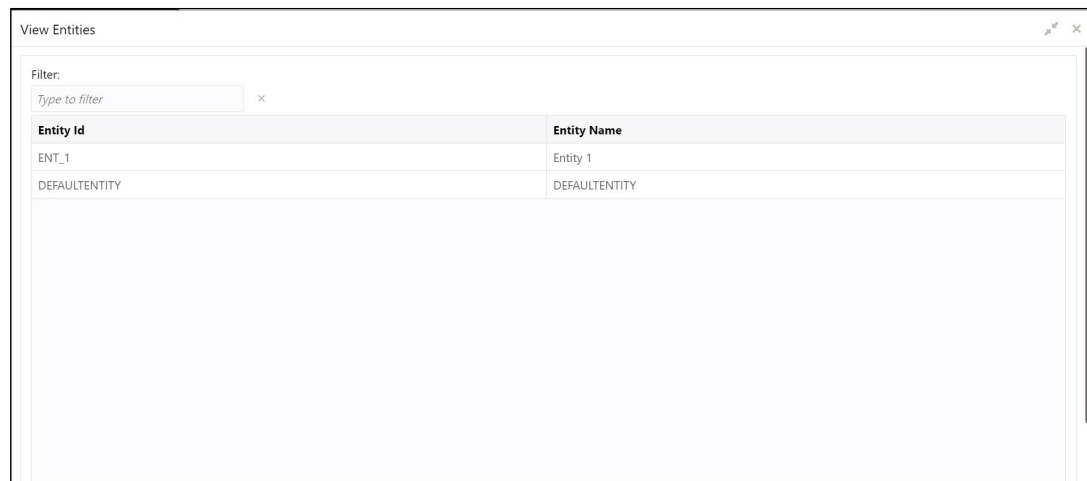 View Entities
Filter:
Type to filter
Entity Id Entity Name
ENT_1 Entity 1
DEFAULTENTITY DEFAULTENTITY